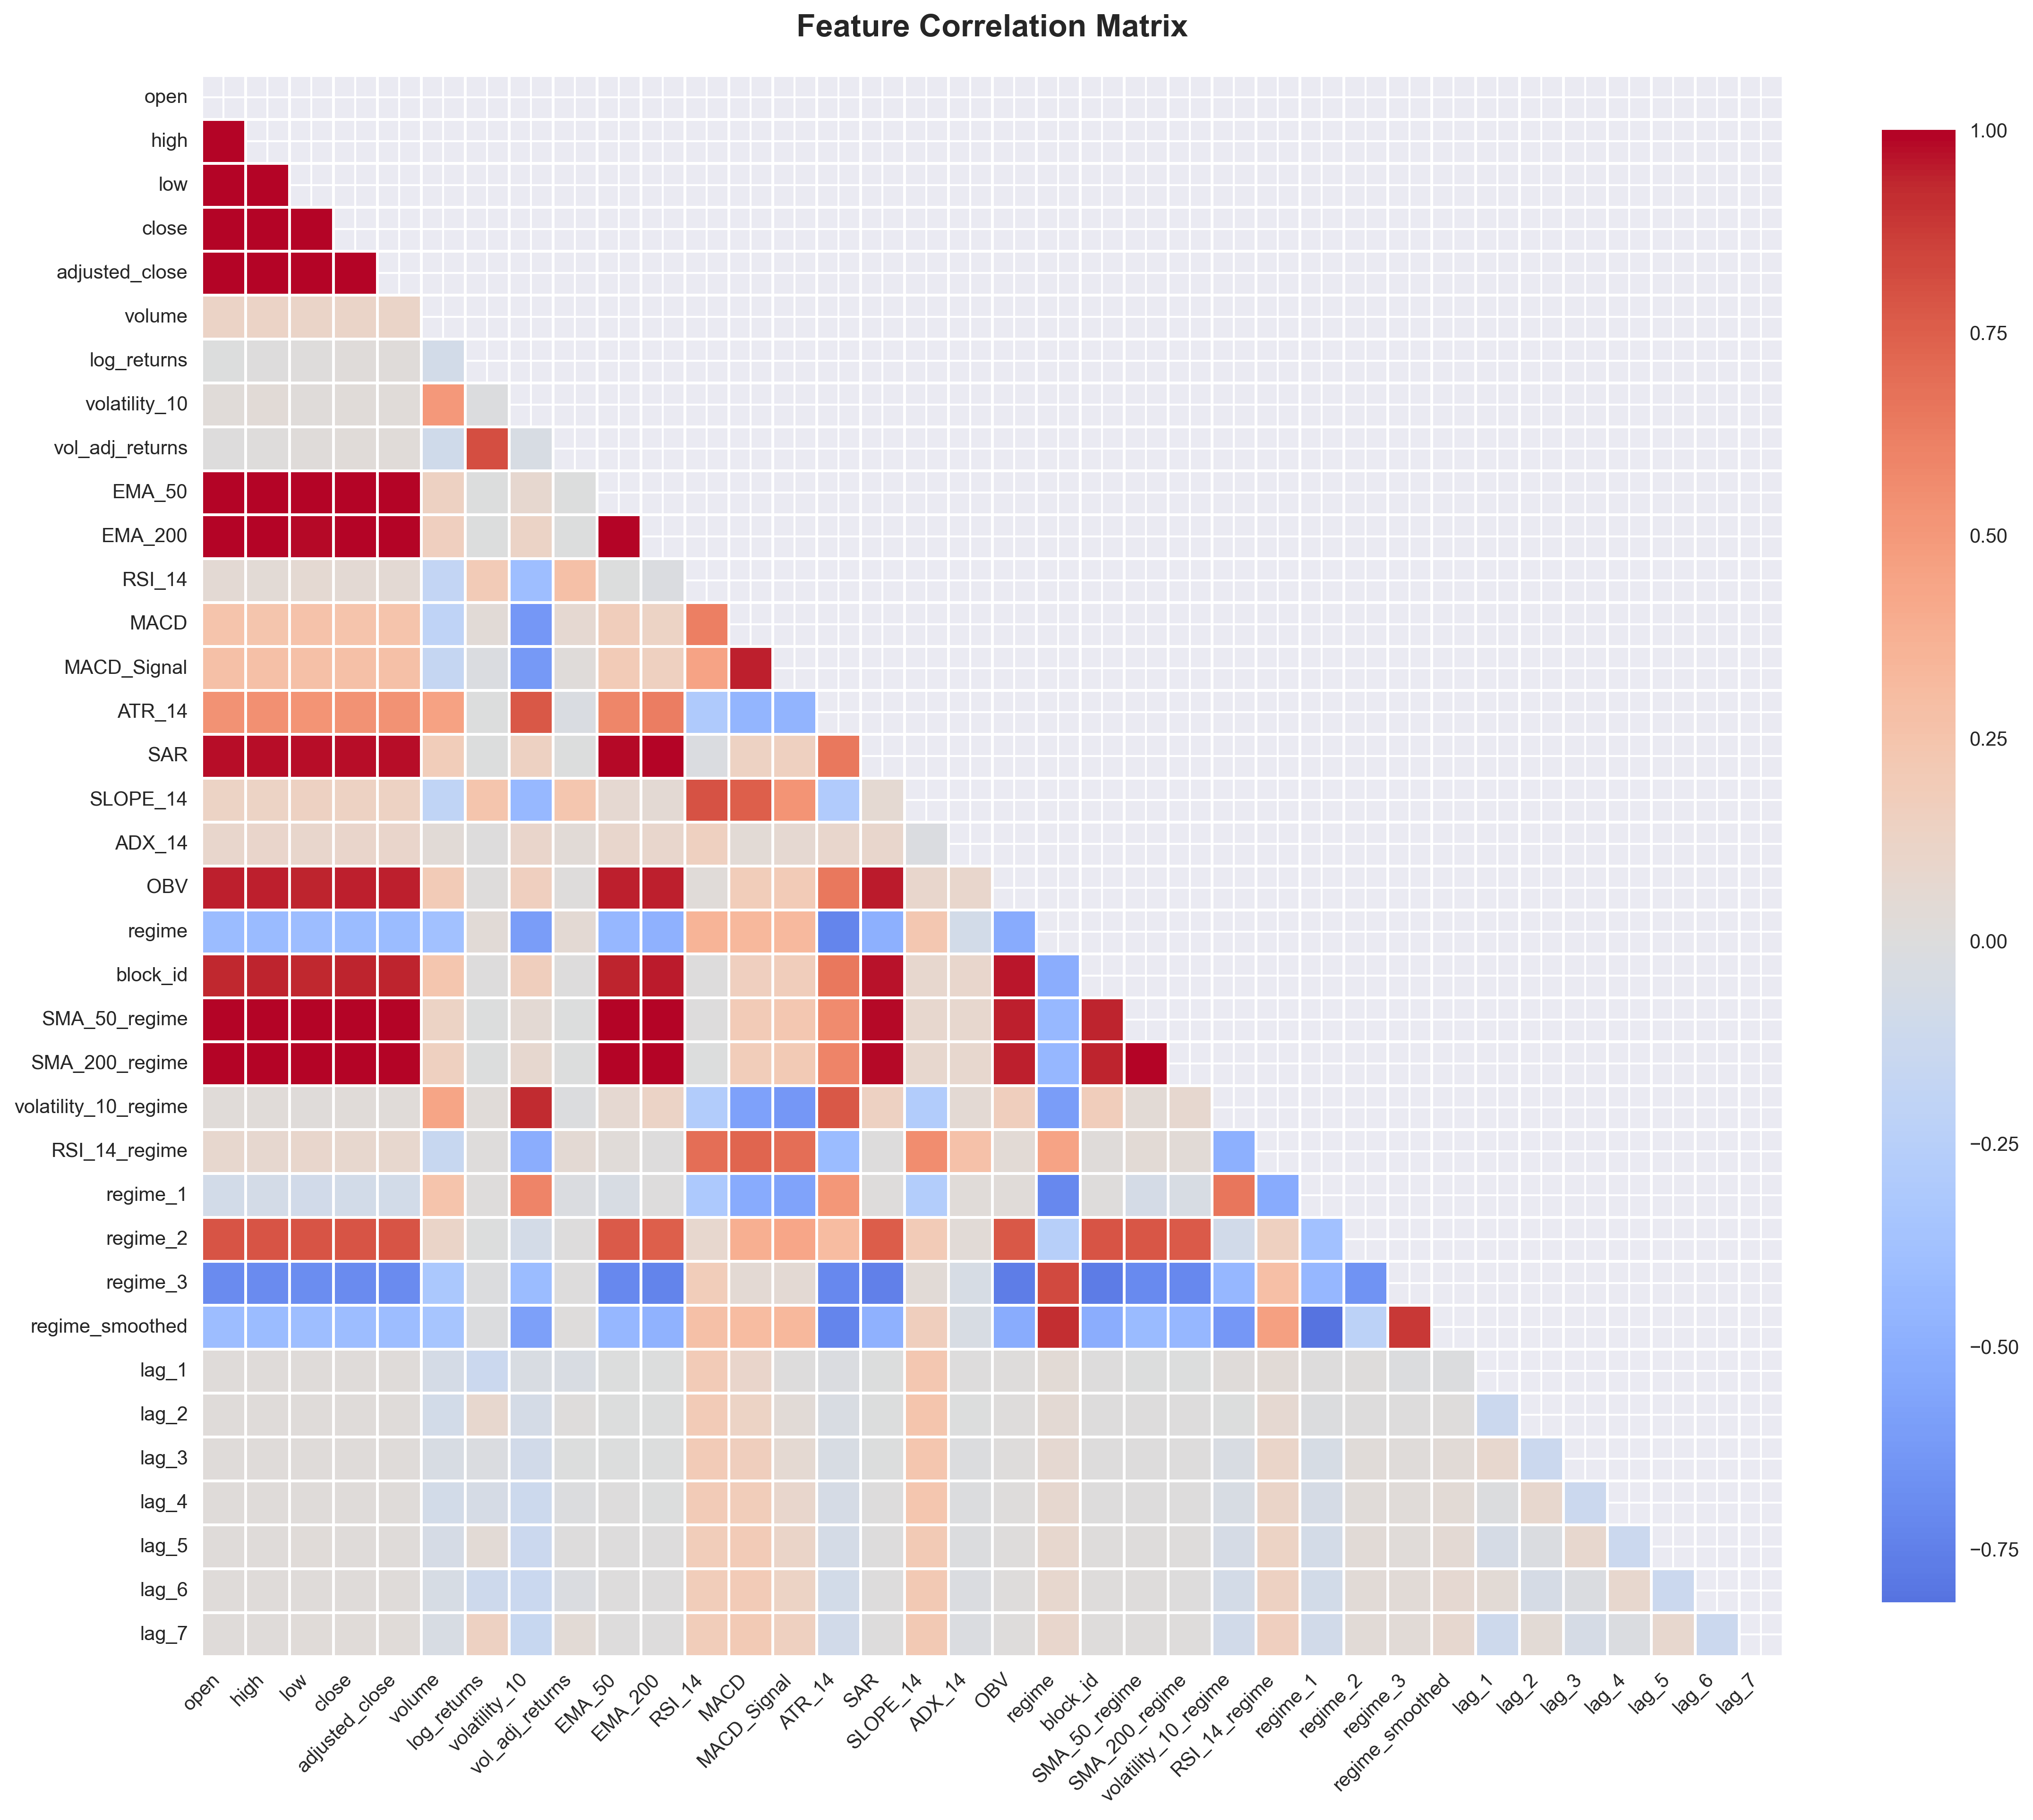 Feature Correlation Matrix
open
high
low
close
adjusted_close
volume
log_returns
volatility_10
vol_adj_returns
EMA_50
EMA_200
RSI_14
MACD
MACD_Signal
ATR_14
SAR
SLOPE_14
ADX_14
OBV
regime
block_id
SMA_50_regime
SMA_200_regime
volatility_10_regime
RSI_14_regime
regime_1
regime_2
regime_3
regime_smoothed
lag_1
lag_2
lag_3
lag_4
lag_5
lag_6
lag_7
open
high
low
close
adjusted_close
volume
log_returns
volatility_10
vol_adj_returns
EMA_50
EMA_200
RSI_14
MACD
MACD_Signal
ATR_14
SAR
SLOPE_14
ADX_14
OBV
regime
block_id
SMA_50_regime
SMA_200_regime
volatility_10_regime
RSI_14_regime
regime_1
regime_2
regime_3
regime_smoothed
lag_1
lag_2
lag_3
lag_4
lag_5
lag_6
lag_7
1.00
0.75
0.50
0.25
0.00
−0.25
−0.50
−0.75